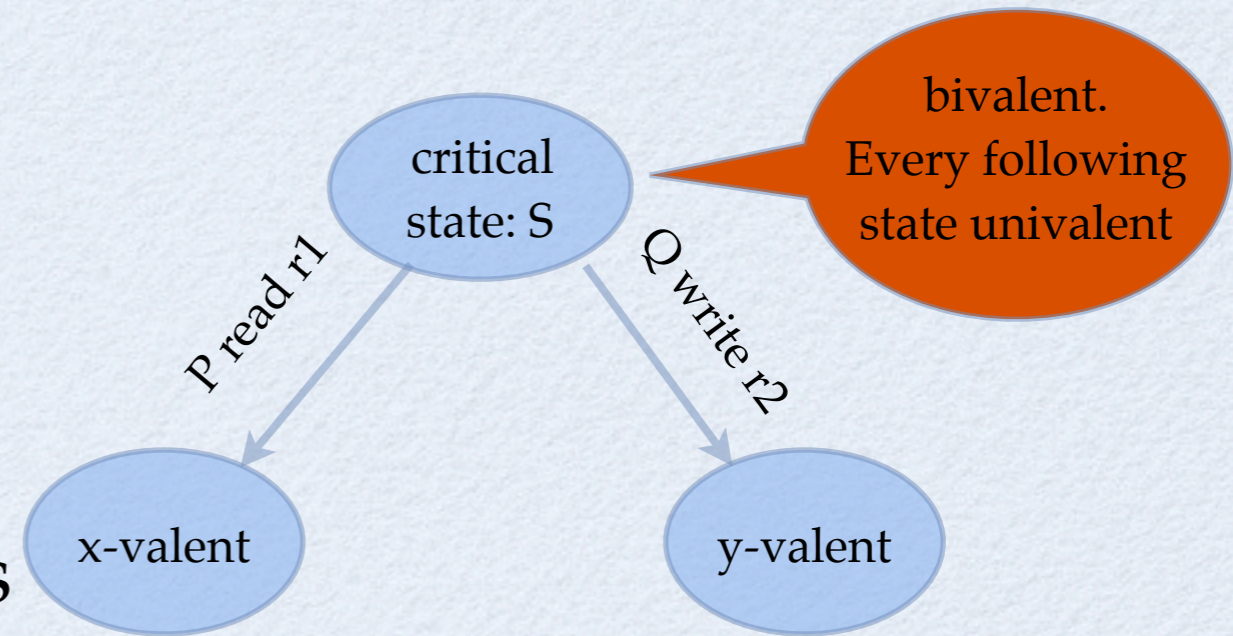 bivalent.
Every following
state univalent
critical
state: S
P read r1
Q write r2
x-valent
y-valent
s